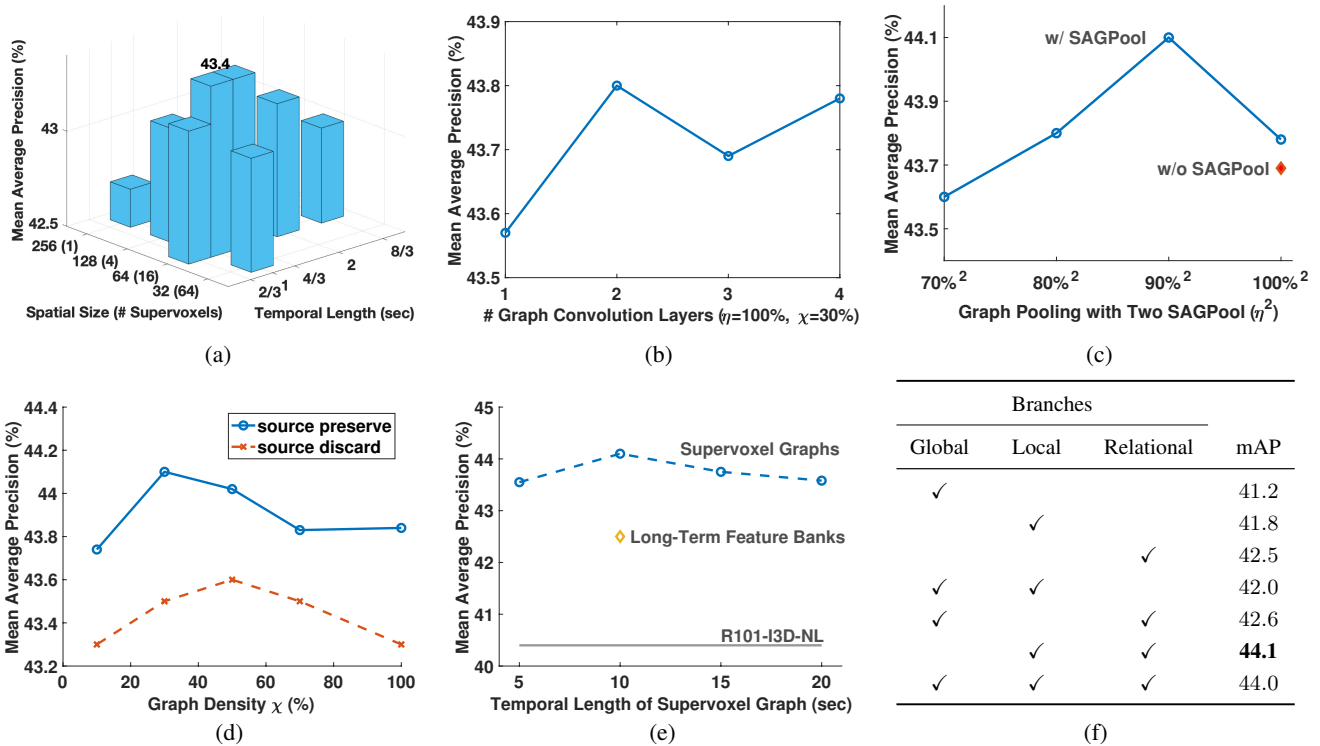 Mean Average Precision (%)
43.4
43
42.5
256 (1)
128 (4)
64 (16)
32 (64)
2/3
1
4/3
2
8/3
Spatial Size (# Supervoxels)
Temporal Length (sec)
(a)
Mean Average Precision (%)
43.9
43.8
43.7
43.6
43.5
1 2 3 4
# Graph Convolution Layers (η=100%, χ=30%)
(b)
Mean Average Precision (%)
44.1
43.9
43.7
43.5
w/ SAGPool
w/o SAGPool
70%² 80%² 90%² 100%²
Graph Pooling with Two SAGPool (η²)
(c)
Mean Average Precision (%)
44.4
44.2
44
43.8
43.6
43.4
43.2
source preserve
source discard
0 20 40 60 80 100
Graph Density χ (%)
(d)
Mean Average Precision (%)
45
44
43
42
41
40
Supervoxel Graphs
Long-Term Feature Banks
R101-I3D-NL
5 10 15 20
Temporal Length of Supervoxel Graph (sec)
(e)
Branches
Global Local Relational mAP
✓ 41.2
✓ 41.8
✓ 42.5
✓ ✓ 42.0
✓ ✓ 42.6
✓ ✓ 44.1
✓ ✓ ✓ 44.0
(f)